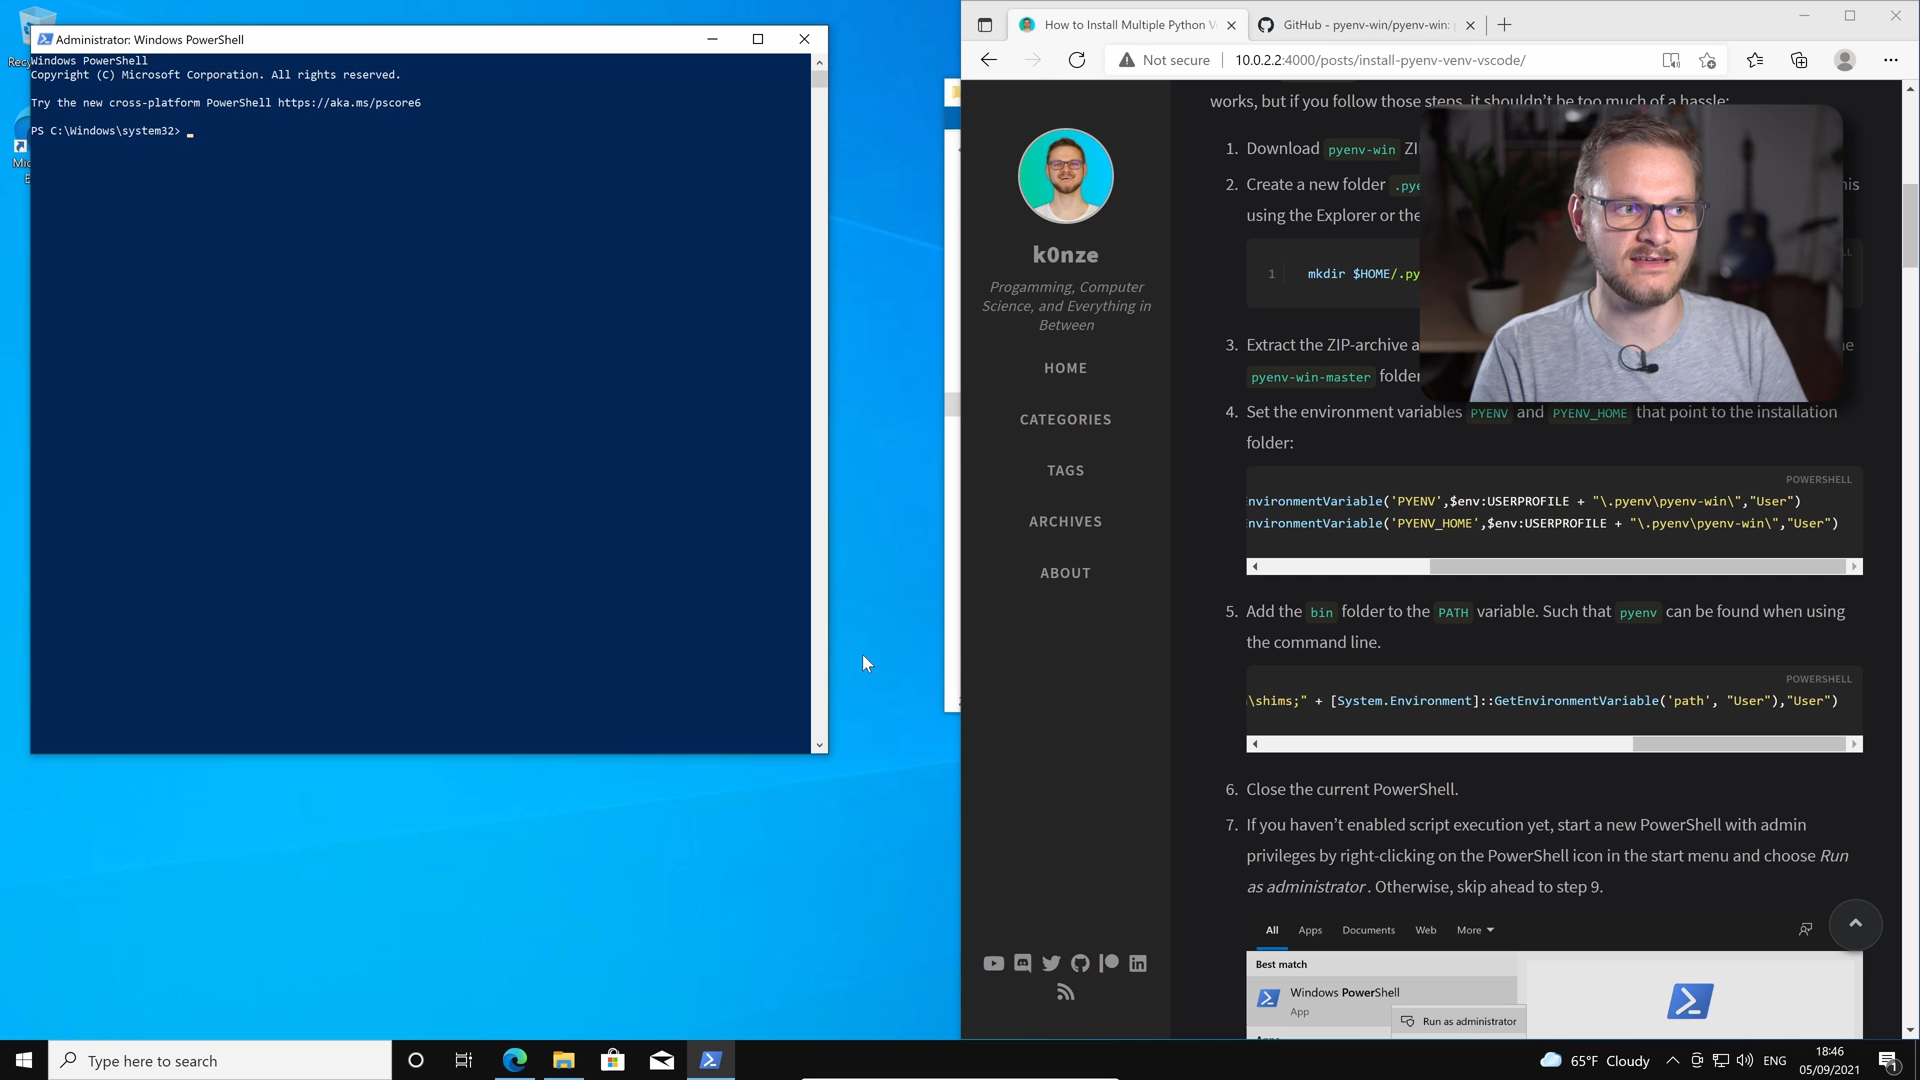 Administrator: Windows PowerShell
Windows PowerShell
Copyright (C) Microsoft Corporation. All rights reserved.
Try the new cross-platform PowerShell https://aka.ms/pscore6
PS C:\Windows\system32>
How to Install Multiple Python V
GitHub - pyenv-win/pyenv-win:
Not secure
10.0.2.2:4000/posts/install-pyenv-venv-vscode/
k0nze
Progamming, Computer
Science, and Everything in
Between
HOME
CATEGORIES
TAGS
ARCHIVES
ABOUT
works, but if you follow those steps, it shouldn't be too much of a hassle:
1. Download pyenv-win ZI
2. Create a new folder .pye
his
using the Explorer or the
1 mkdir $HOME/.py
3. Extract the ZIP-archive a
pyenv-win-master folder
4. Set the environment variables PYENV and PYENV_HOME that point to the installation
folder:
POWERSHELL
nvironmentVariable('PYENV',$env:USERPROFILE + "\.pyenv\pyenv-win\","User")
nvironmentVariable('PYENV_HOME',$env:USERPROFILE + "\.pyenv\pyenv-win\","User")
5. Add the bin folder to the PATH variable. Such that pyenv can be found when using
the command line.
POWERSHELL
\shims;" + [System.Environment]::GetEnvironmentVariable('path', "User"),"User")
6. Close the current PowerShell.
7. If you haven't enabled script execution yet, start a new PowerShell with admin
privileges by right-clicking on the PowerShell icon in the start menu and choose Run
as administrator. Otherwise, skip ahead to step 9.
All Apps Documents Web More
Best match
Windows PowerShell
App
Run as administrator
Type here to search
65°F Cloudy
ENG
18:46
05/09/2021
1